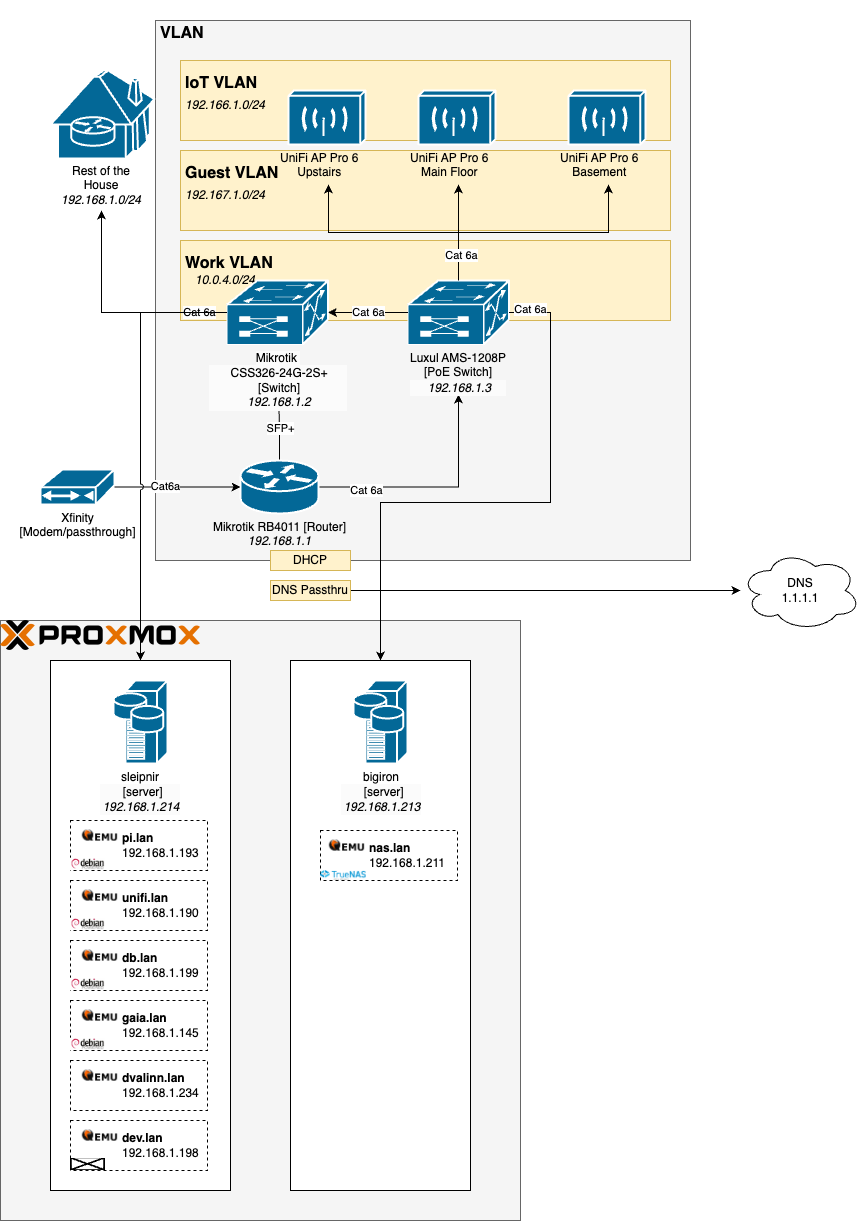 VLAN
IoT VLAN
192.166.1.0/24
UniFi AP Pro 6
Upstairs
UniFi AP Pro 6
Main Floor
UniFi AP Pro 6
Basement
Rest of the
House
192.168.1.0/24
Guest VLAN
192.167.1.0/24
Work VLAN
10.0.4.0/24
Cat 6a
Cat 6a
Cat 6a
Cat 6a
Mikrotik
CSS326-24G-2S+
[Switch]
192.168.1.2
Luxul AMS-1208P
[PoE Switch]
192.168.1.3
SFP+
Cat6a
Cat 6a
Xfinity
[Modem/passthrough]
Mikrotik RB4011 [Router]
192.168.1.1
DHCP
DNS Passthru
DNS
1.1.1.1
PROXMOX
sleipnir
[server]
192.168.1.214
QEMU pi.lan
192.168.1.193
debian
QEMU unifi.lan
192.168.1.190
debian
QEMU db.lan
192.168.1.199
debian
QEMU gaia.lan
192.168.1.145
debian
QEMU dvalinn.lan
192.168.1.234
QEMU dev.lan
192.168.1.198
bigiron
[server]
192.168.1.213
QEMU nas.lan
192.168.1.211
TrueNAS